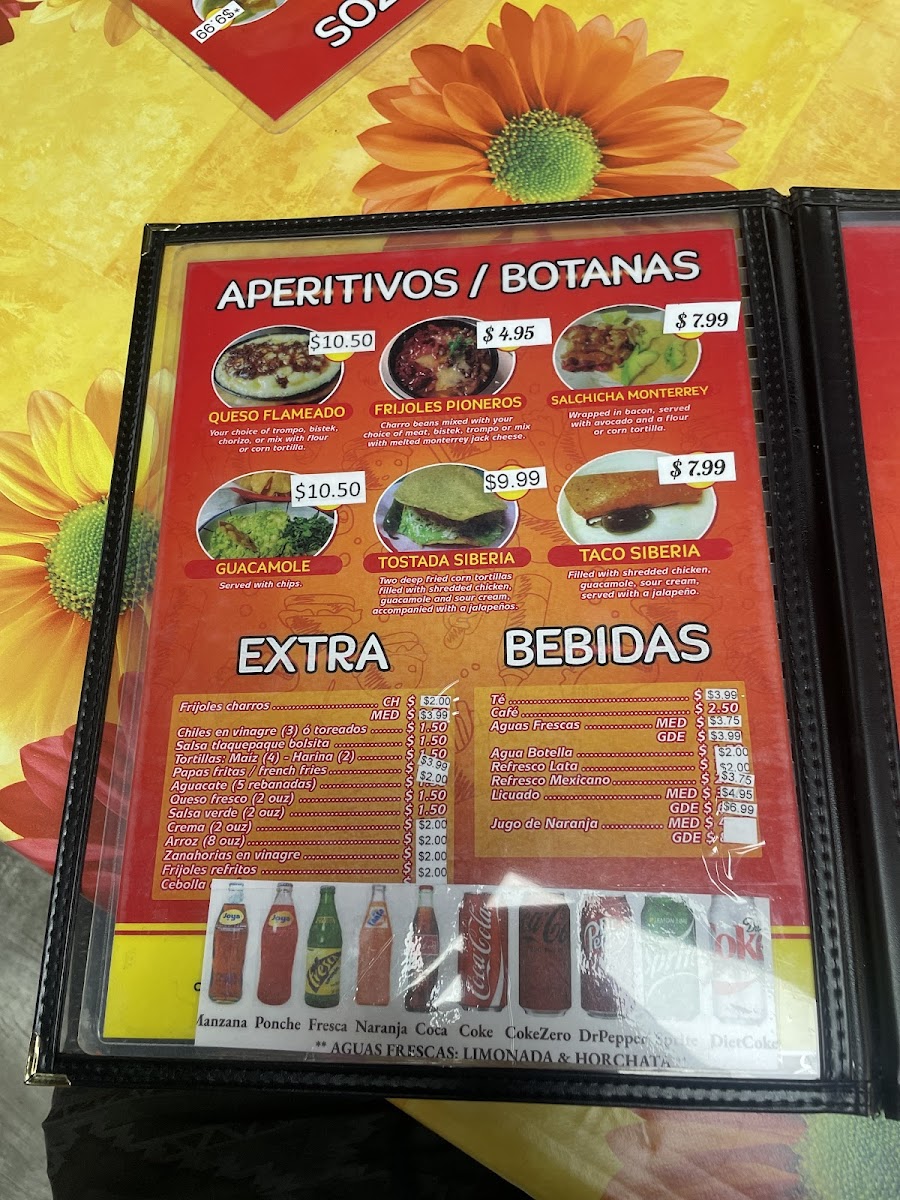 $9.99
SOZ
APERITIVOS / BOTANAS
$10.50
$ 4.95
$ 7.99
QUESO FLAMEADO
Your choice of trompo, bistek,
chorizo, or mix with flour
or corn tortilla.
FRIJOLES PIONEROS
Charro beans mixed with your
choice of meat, bistek, trompo or mix
with melted monterrey jack cheese.
SALCHICHA MONTERREY
Wrapped in bacon, served
with avocado and a flour
or corn tortilla.
$10.50
$9.99
$ 7.99
GUACAMOLE
Served with chips.
TOSTADA SIBERIA
Two deep fried corn tortillas
filled with shredded chicken,
guacamole and sour cream,
accompanied with a jalapeños.
TACO SIBERIA
Filled with shredded chicken,
guacamole, sour cream,
served with a jalapeño.
EXTRA
Frijoles charros CH $ $2.00
MED $ $3.99
Chiles en vinagre (3) ó toreados $ 1.50
Salsa tlaquepaque bolsita $ 1.50
Tortillas: Maíz (4) - Harina (2) $ 1.50
Papas fritas / french fries $ $3.99
Aguacate (5 rebanadas) $ $2.00
Queso fresco (2 ouz) $ 1.50
Salsa verde (2 ouz) $ 1.50
Crema (2 ouz) $ $2.00
Arroz (8 ouz) $ $2.00
Zanahorias en vinagre $ $2.00
Frijoles refritos $ $2.00
Cebolla
BEBIDAS
Té $ $3.99
Café $ 2.50
Aguas Frescas MED $ $3.75
GDE $ $3.99
Agua Botella $ $2.00
Refresco Lata $ $2.00
Refresco Mexicano $ $3.75
Licuado MED $ $4.95
GDE $ $6.99
Jugo de Naranja MED $
GDE $
Joya
Joya
Fresca
Coca-Cola
Dr Pepper
Sprite
Manzana Ponche Fresca Naranja Coca Coke CokeZero DrPepper Sprite DietCoke
** AGUAS FRESCAS: LIMONADA & HORCHATA **